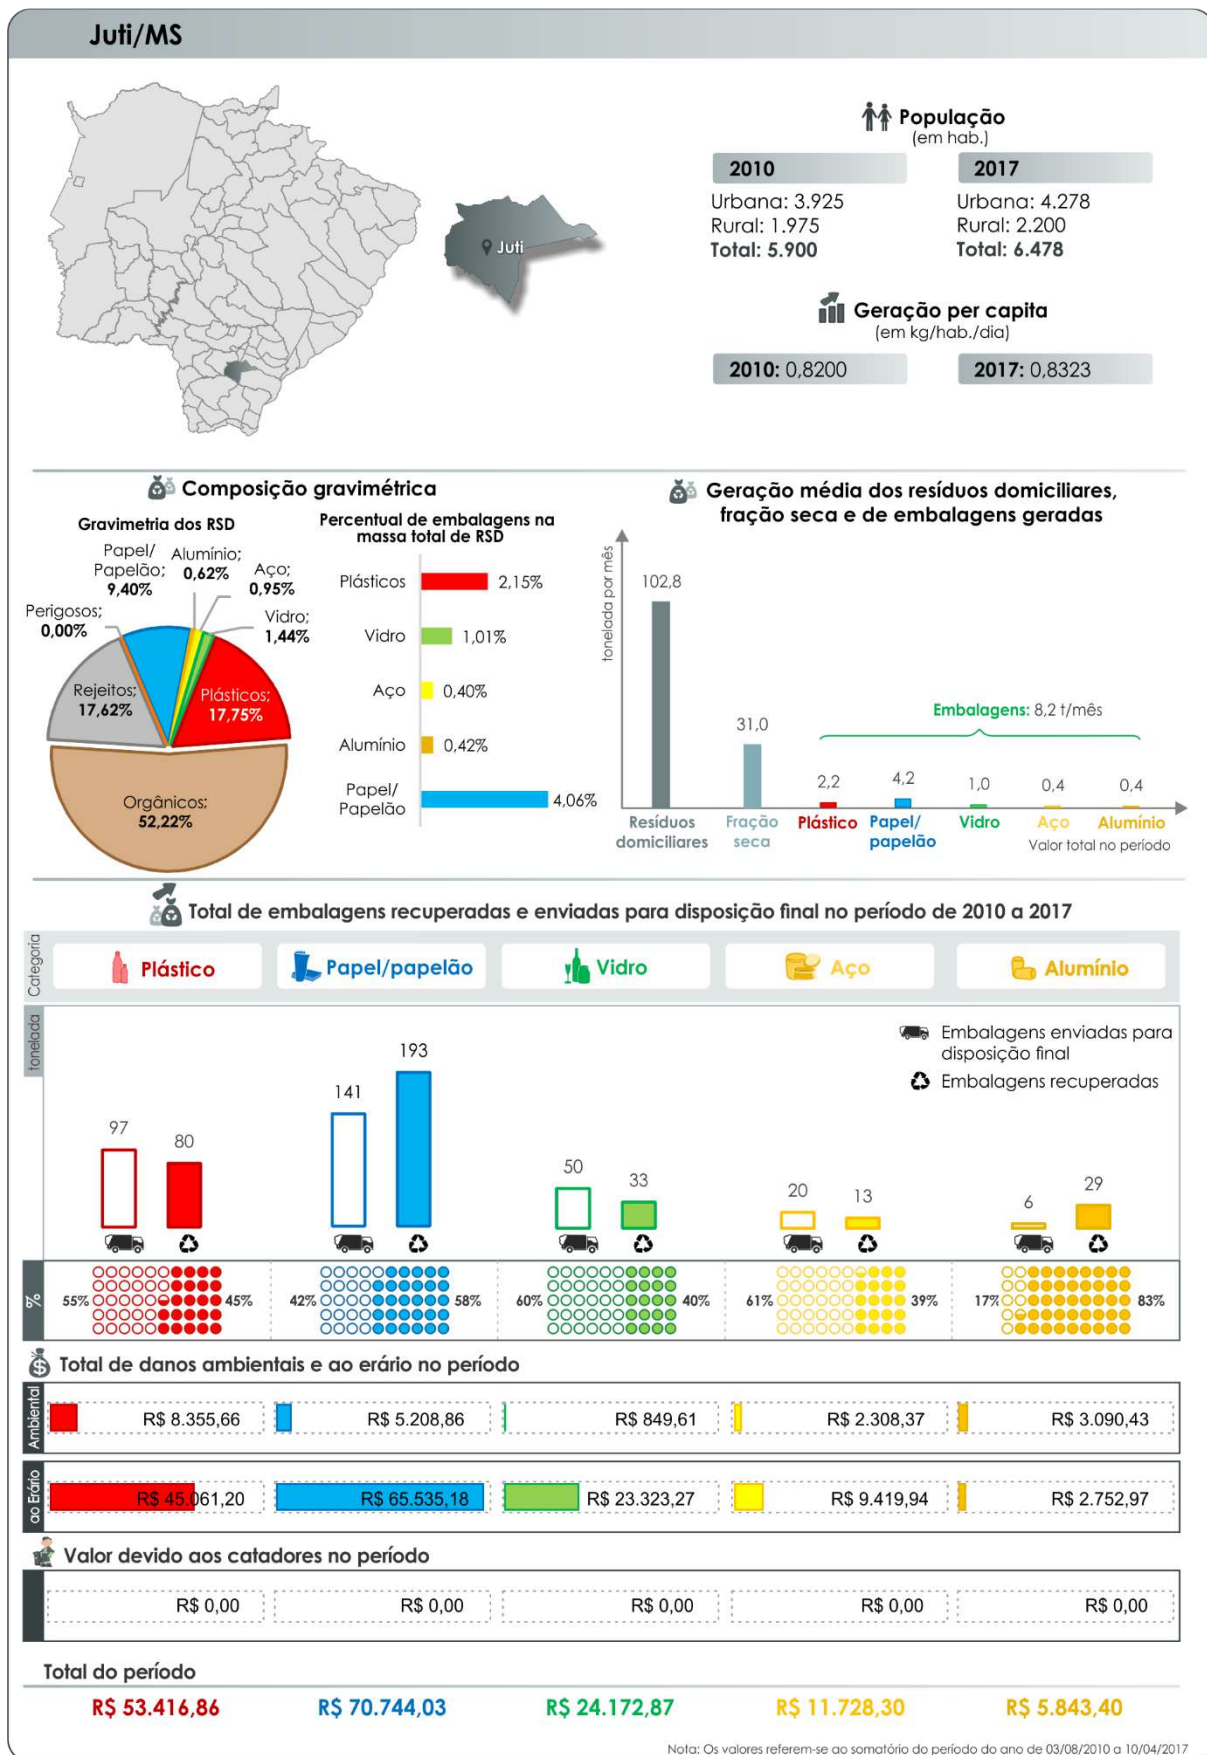 Juti/MS
População
(em hab.)
2010
2017
Urbana: 3.925
Rural: 1.975
Total: 5.900
Urbana: 4.278
Rural: 2.200
Total: 6.478
Juti
Geração per capita
(em kg/hab./dia)
2010: 0,8200
2017: 0,8323
Composição gravimétrica
Gravimetria dos RSD
Papel/
Papelão;
9,40%
Alumínio;
0,62%
Aço;
0,95%
Vidro;
1,44%
Perigosos;
0,00%
Rejeitos;
17,62%
Plásticos;
17,75%
Orgânicos;
52,22%
Percentual de embalagens na
massa total de RSD
Plásticos
2,15%
Vidro
1,01%
Aço
0,40%
Alumínio
0,42%
Papel/
Papelão
4,06%
Geração média dos resíduos domiciliares,
fração seca e de embalagens geradas
tonelada por mês
102,8
31,0
Embalagens: 8,2 t/mês
2,2
4,2
1,0
0,4
0,4
Resíduos
domiciliares
Fração
seca
Plástico
Papel/
papelão
Vidro
Aço
Alumínio
Valor total no período
Total de embalagens recuperadas e enviadas para disposição final no período de 2010 a 2017
Categoria
Plástico
Papel/papelão
Vidro
Aço
Alumínio
tonelada
Embalagens enviadas para
disposição final
Embalagens recuperadas
97
80
141
193
50
33
20
13
6
29
%
55%
45%
42%
58%
60%
40%
61%
39%
17%
83%
Total de danos ambientais e ao erário no período
Ambiental
R$ 8.355,66
R$ 5.208,86
R$ 849,61
R$ 2.308,37
R$ 3.090,43
ao Erário
R$ 45.061,20
R$ 65.535,18
R$ 23.323,27
R$ 9.419,94
R$ 2.752,97
Valor devido aos catadores no período
R$ 0,00
R$ 0,00
R$ 0,00
R$ 0,00
R$ 0,00
Total do período
R$ 53.416,86
R$ 70.744,03
R$ 24.172,87
R$ 11.728,30
R$ 5.843,40
Nota: Os valores referem-se ao somatório do período do ano de 03/08/2010 a 10/04/2017